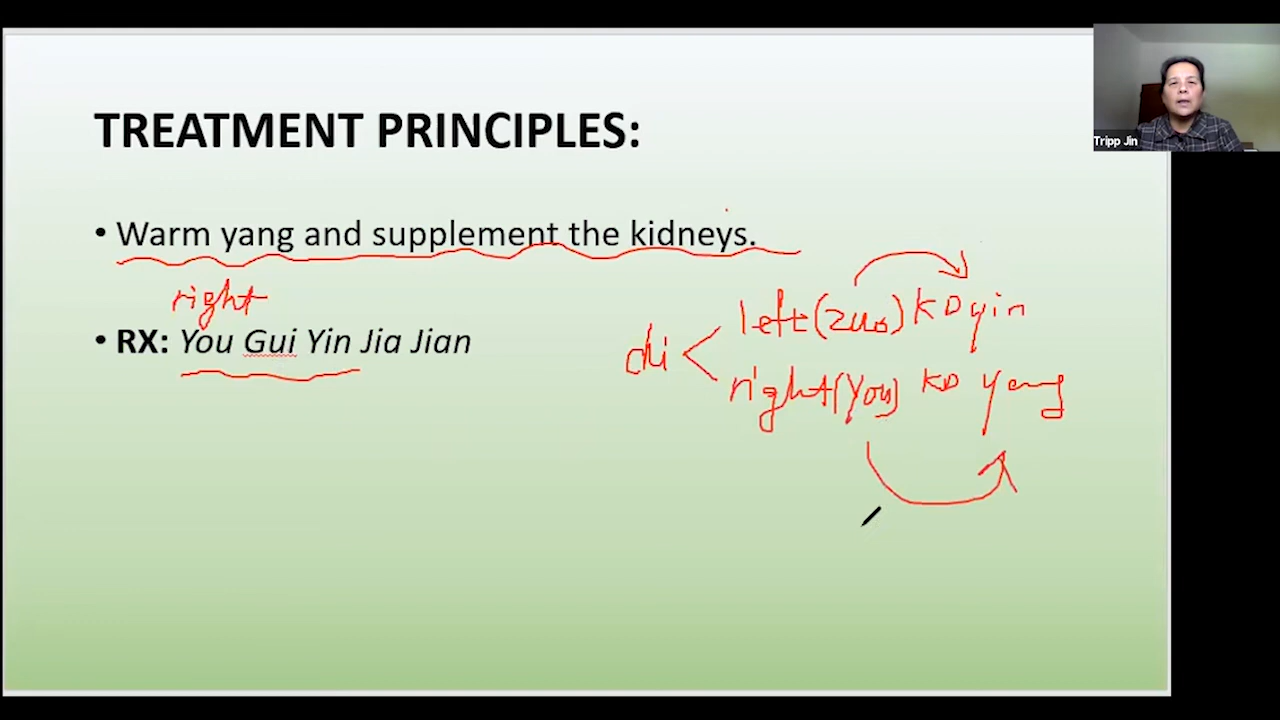 TREATMENT PRINCIPLES:
• Warm yang and supplement the kidneys.
right
• RX: You Gui Yin Jia Jian
chi
left (zuo) KD yin
right (You) KD yang
Tripp Jin